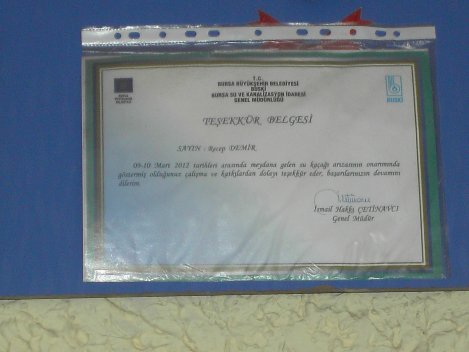 T.C.
BURSA BÜYÜKŞEHİR BELEDİYESİ
BUSKİ
BURSA SU VE KANALİZASYON İDARESİ
GENEL MÜDÜRLÜĞÜ
BUSKİ
TEŞEKKÜR BELGESİ
SAYIN : Recep DEMİR
09-10 Mart 2012 tarihleri arasında meydana gelen su kaçağı arızasının onarımında
göstermiş olduğunuz çalışma ve katkılardan dolayı teşekkür eder, başarılarınızın devamını
dilerim.
İsmail Hakkı ÇETİNAVCI
Genel Müdür